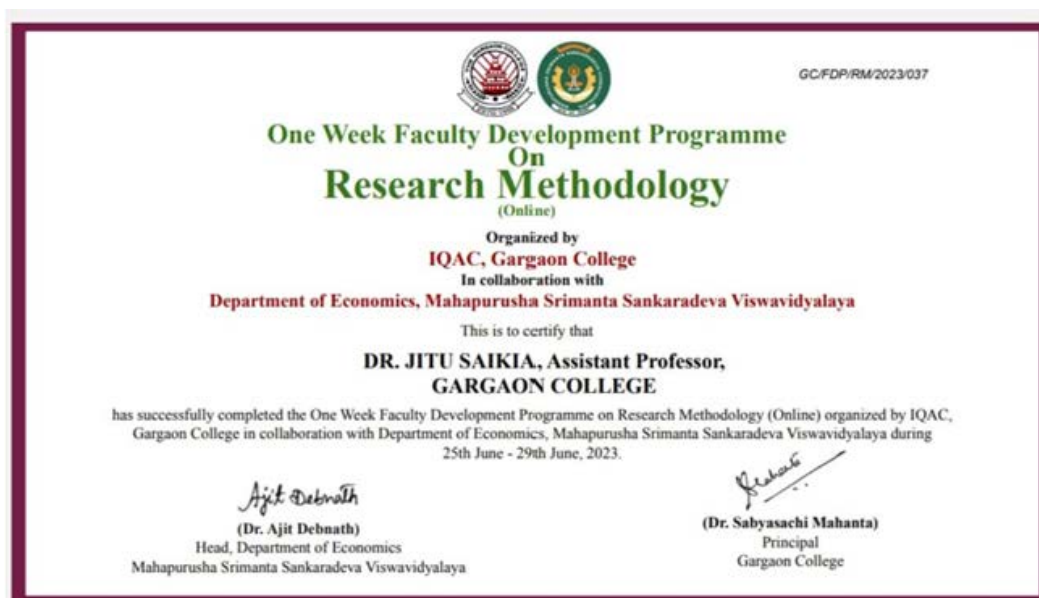 GC/FDP/RM/2023/037
One Week Faculty Development Programme
On
Research Methodology
(Online)
Organized by
IQAC, Gargaon College
In collaboration with
Department of Economics, Mahapurusha Srimanta Sankaradeva Viswavidyalaya
This is to certify that
DR. JITU SAIKIA, Assistant Professor,
GARGAON COLLEGE
has successfully completed the One Week Faculty Development Programme on Research Methodology (Online) organized by IQAC,
Gargaon College in collaboration with Department of Economics, Mahapurusha Srimanta Sankaradeva Viswavidyalaya during
25th June - 29th June, 2023.
Ajit Debnath
(Dr. Ajit Debnath)
Head, Department of Economics
Mahapurusha Srimanta Sankaradeva Viswavidyalaya
(Dr. Sabyasachi Mahanta)
Principal
Gargaon College